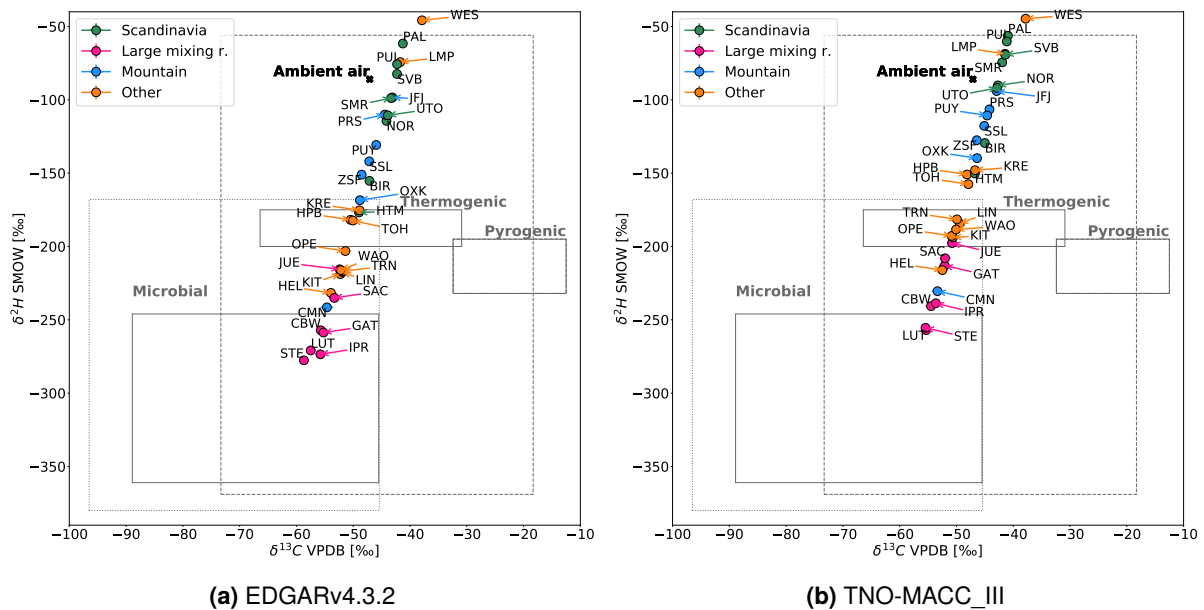 −50
−100
−150
−200
−250
−300
−350
δ²H SMOW [‰]
−100 −90 −80 −70 −60 −50 −40 −30 −20 −10
δ¹³C VPDB [‰]
Scandinavia
Large mixing r.
Mountain
Other
WES
PAL
PUI
LMP
Ambient air
SVB
SMR
JFJ
UTO
PRS
NOR
PUY
SSL
ZSF
BIR
OXK
KRE
Thermogenic
HPB
HTM
TOH
Pyrogenic
OPE
WAO
JUE
TRN
KIT
LIN
HEL
SAC
Microbial
CMN
CBW
GAT
LUT
IPR
STE
(a) EDGARv4.3.2
−50
−100
−150
−200
−250
−300
−350
δ²H SMOW [‰]
−100 −90 −80 −70 −60 −50 −40 −30 −20 −10
δ¹³C VPDB [‰]
Scandinavia
Large mixing r.
Mountain
Other
WES
PUI
PAL
LMP
SVB
SMR
Ambient air
NOR
UTO
JFJ
PUY
PRS
SSL
ZSF
BIR
OXK
HPB
KRE
TOH
HTM
Thermogenic
TRN
LIN
OPE
WAO
KIT
Pyrogenic
SAC
JUE
HEL
GAT
Microbial
CBW
CMN
IPR
LUT
STE
(b) TNO-MACC_III